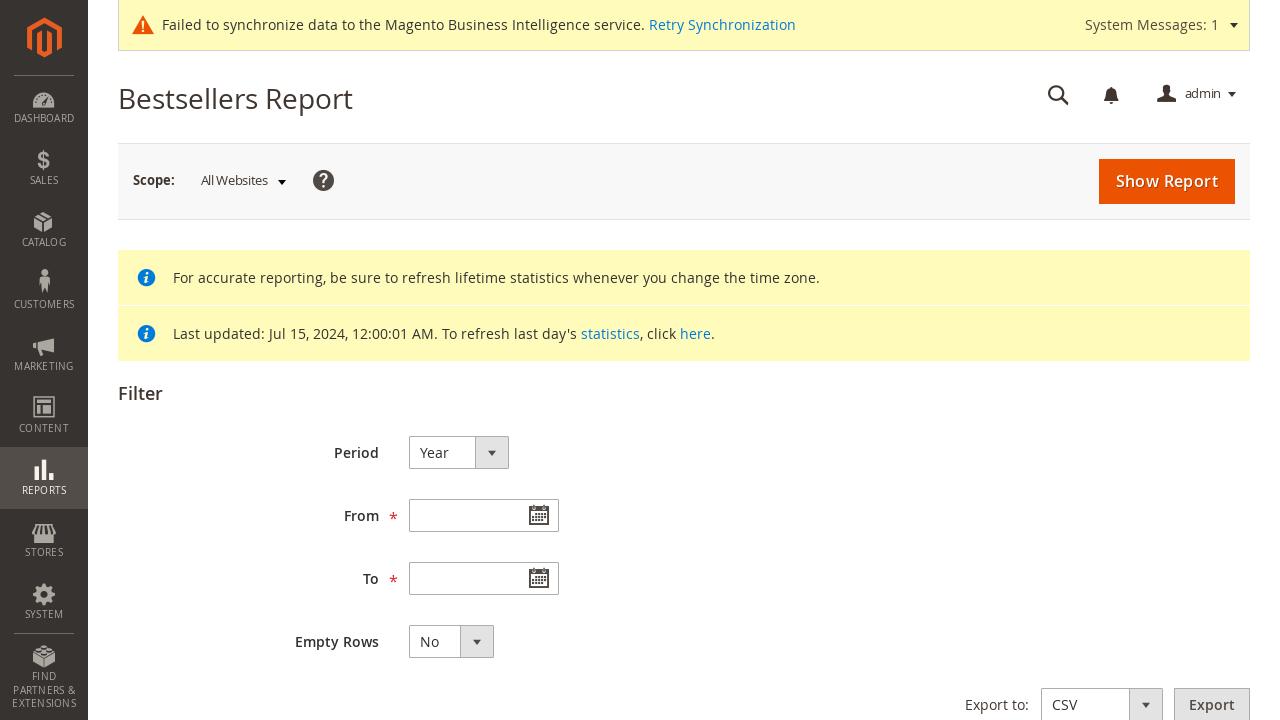 Failed to synchronize data to the Magento Business Intelligence service. Retry Synchronization
System Messages: 1
DASHBOARD
SALES
CATALOG
CUSTOMERS
MARKETING
CONTENT
REPORTS
STORES
SYSTEM
FIND
PARTNERS &
EXTENSIONS
Bestsellers Report
admin
Scope: All Websites ?
Show Report
For accurate reporting, be sure to refresh lifetime statistics whenever you change the time zone.
Last updated: Jul 15, 2024, 12:00:01 AM. To refresh last day's statistics, click here.
Filter
Period Year
From *
To *
Empty Rows No
Export to: CSV Export